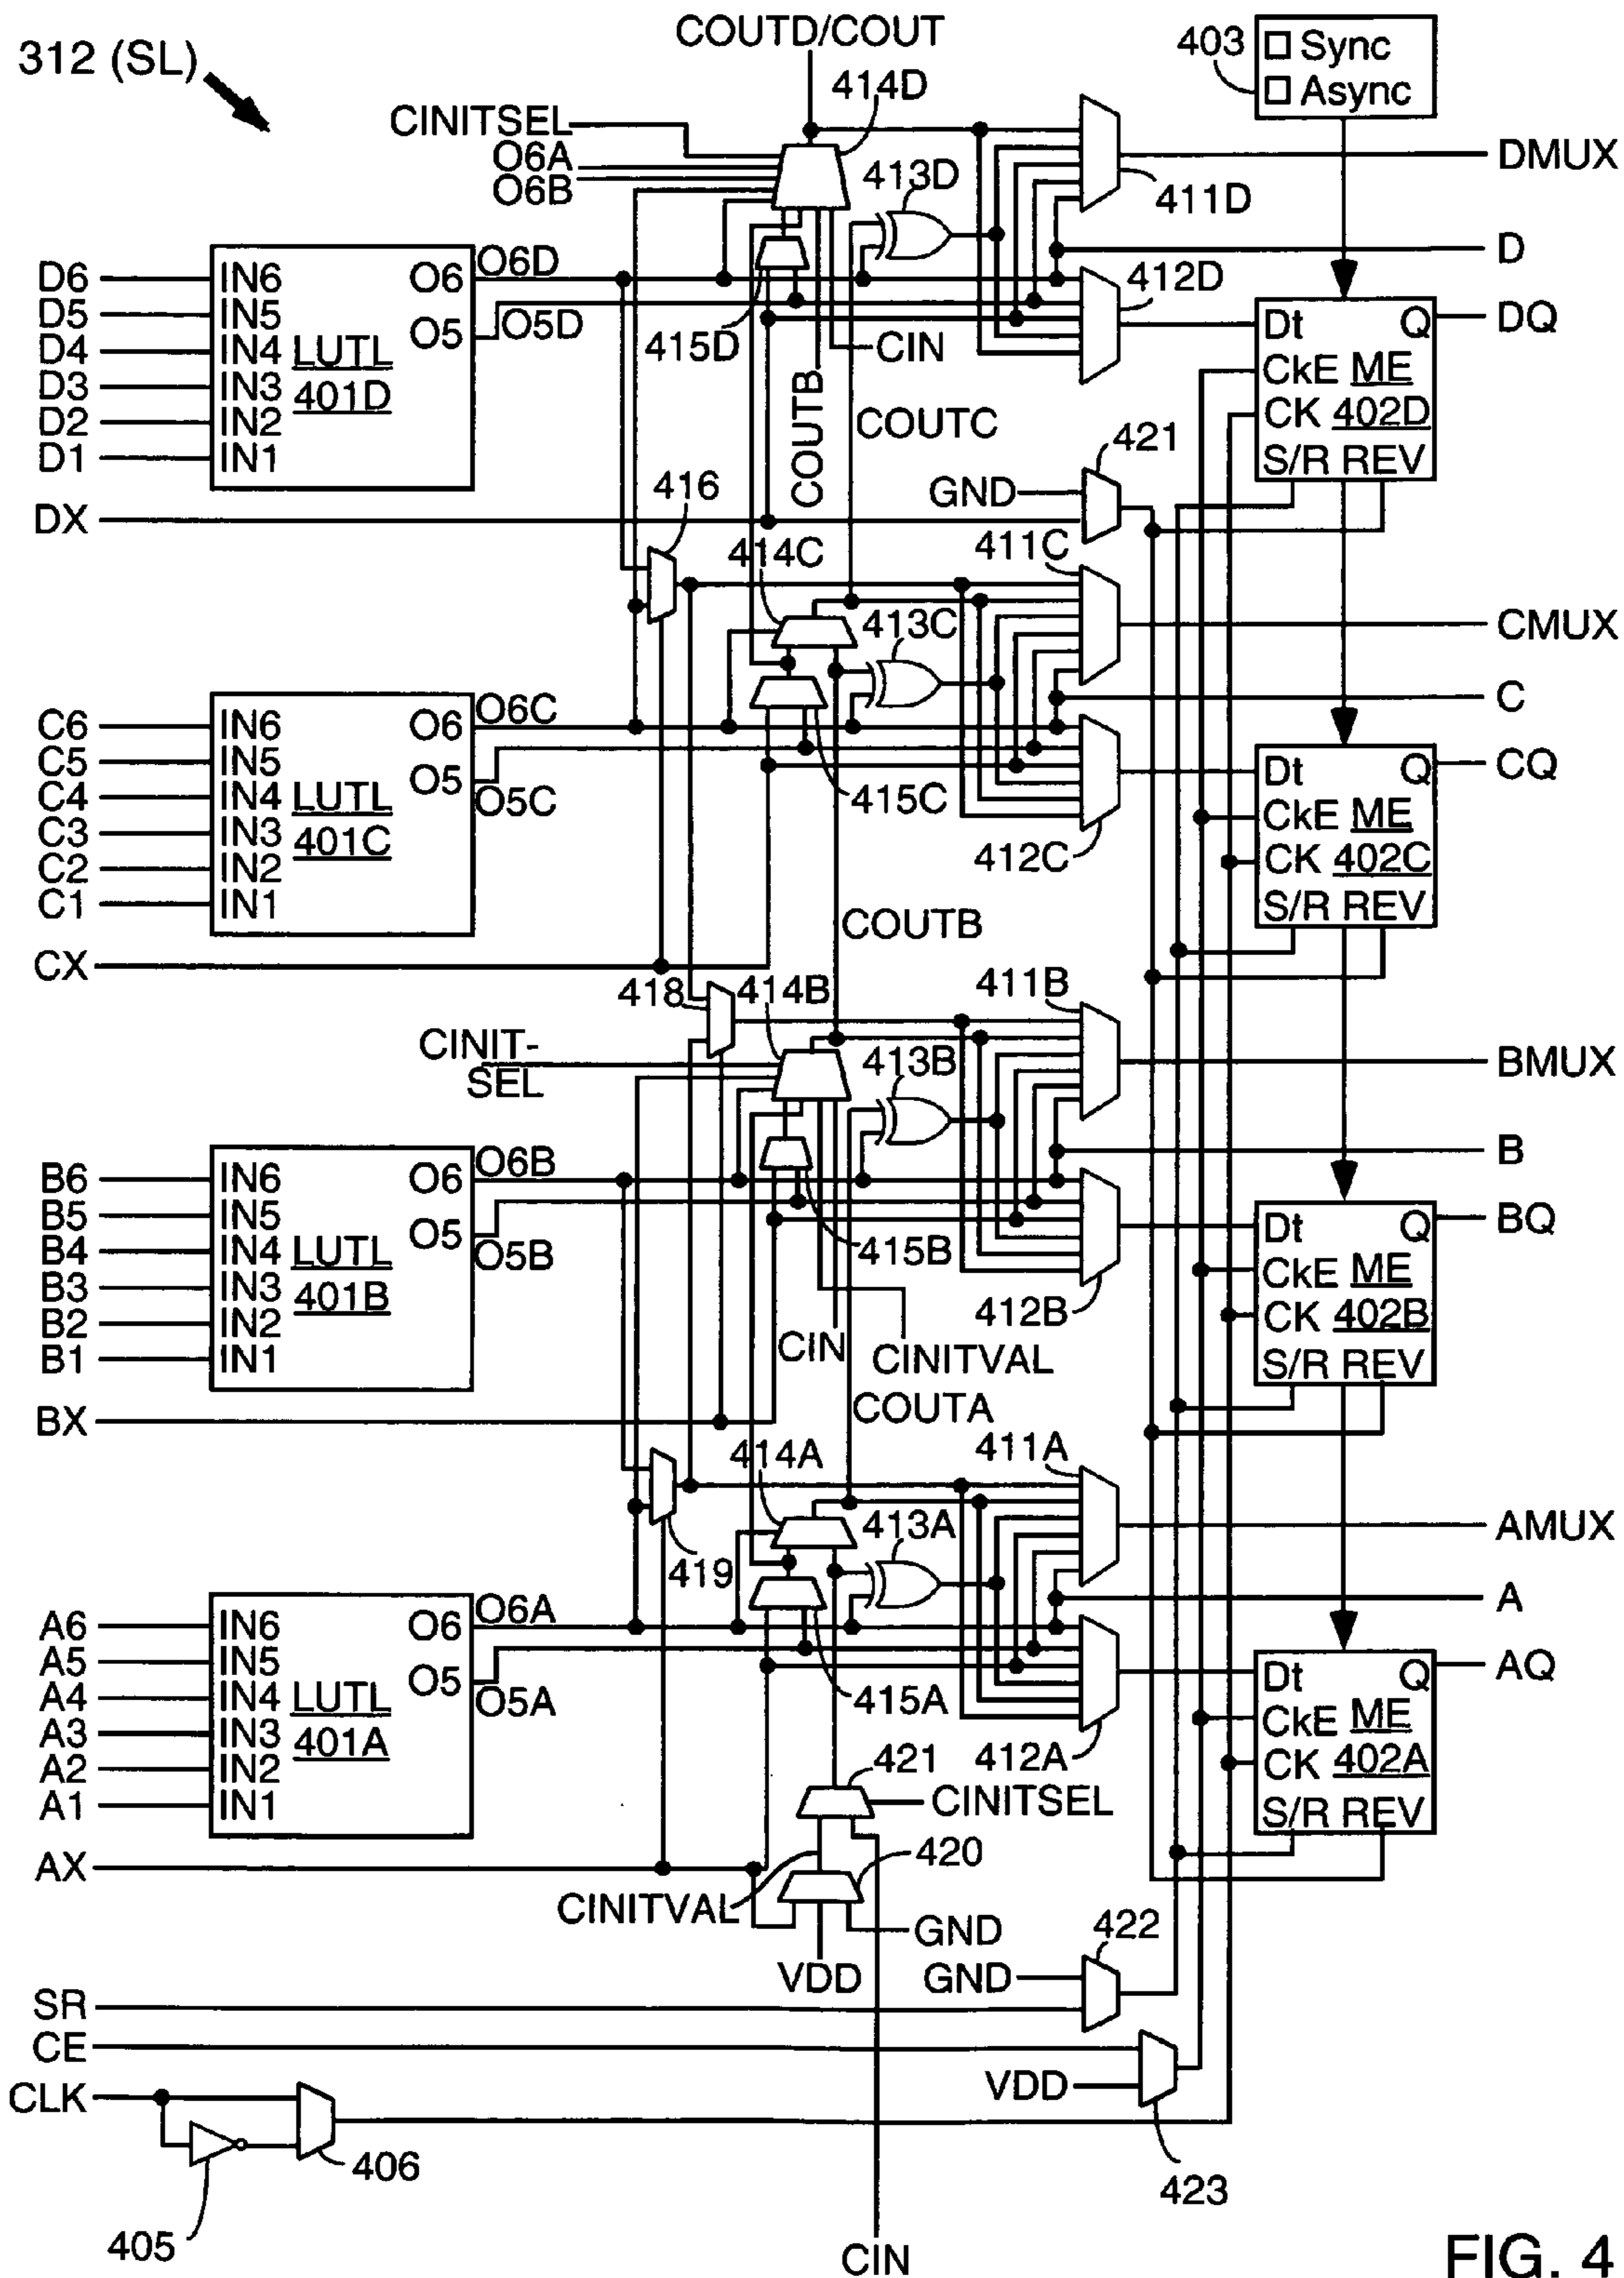 COUTD/COUT
312 (SL)
403
Sync
Async
414D
CINITSEL
O6A
O6B
413D
DMUX
411D
D
D6
D5
D4
D3
D2
D1
IN6
IN5
IN4
IN3
IN2
IN1
LUTL
401D
O6
O5
O6D
O5D
415D
CIN
COUTB
COUTC
412D
Dt
Q
CkE ME
CK 402D
S/R REV
DQ
421
GND
DX
416
414C
411C
413C
CMUX
C
C6
C5
C4
C3
C2
C1
IN6
IN5
IN4
IN3
IN2
IN1
LUTL
401C
O6
O5
O6C
O5C
415C
412C
Dt
Q
CkE ME
CK 402C
S/R REV
CQ
COUTB
CX
418
414B
411B
CINIT-
SEL
413B
BMUX
B
B6
B5
B4
B3
B2
B1
IN6
IN5
IN4
IN3
IN2
IN1
LUTL
401B
O6
O5
O6B
O5B
415B
412B
Dt
Q
CkE ME
CK 402B
S/R REV
BQ
CIN
CINITVAL
COUTA
BX
414A
411A
413A
AMUX
419
A
A6
A5
A4
A3
A2
A1
IN6
IN5
IN4
IN3
IN2
IN1
LUTL
401A
O6
O5
O6A
O5A
415A
412A
Dt
Q
CkE ME
CK 402A
S/R REV
AQ
421
CINITSEL
AX
420
CINITVAL
GND
VDD
422
GND
SR
CE
VDD
CLK
406
423
405
CIN
FIG. 4